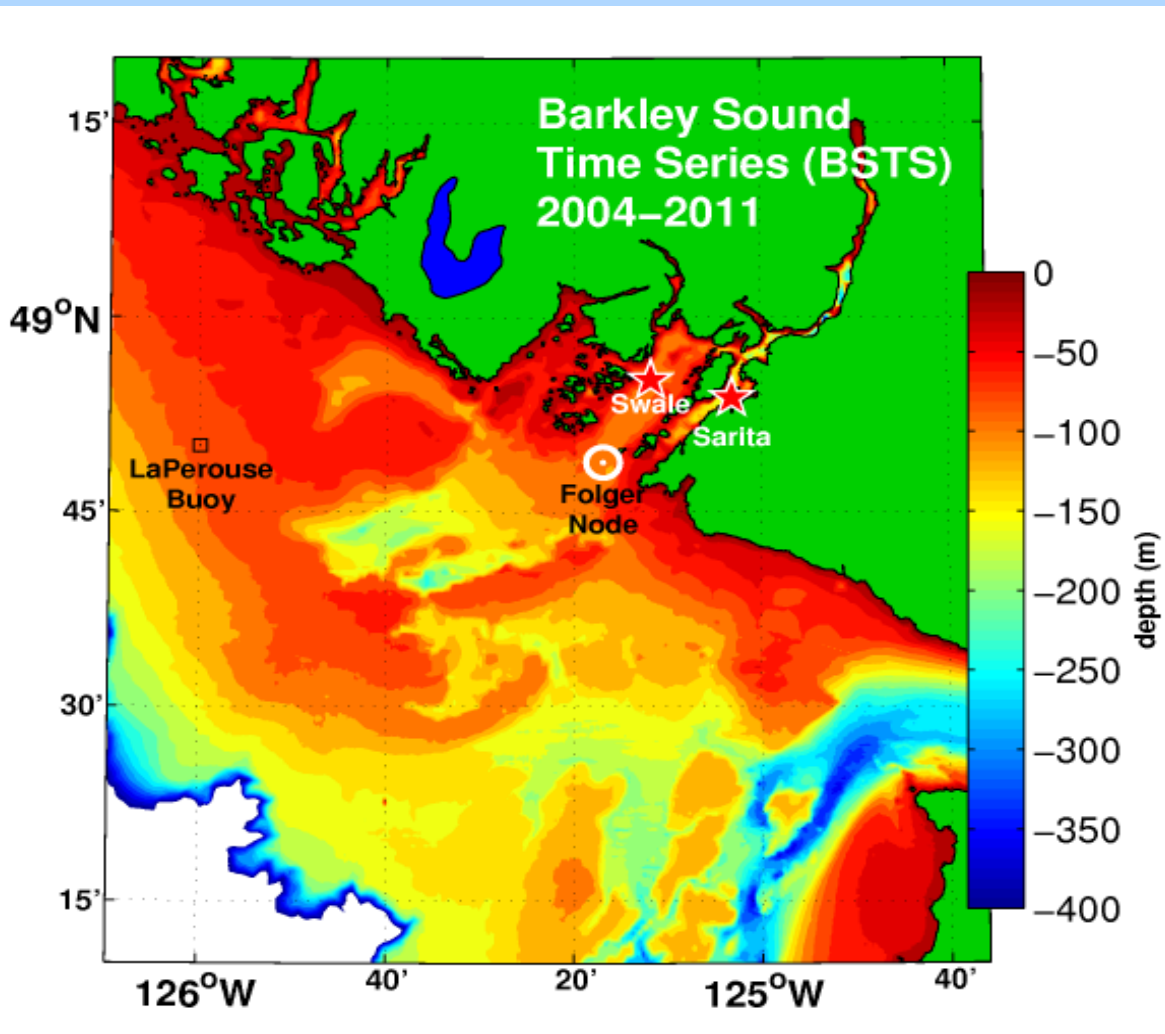 Barkley Sound
Time Series (BSTS)
2004–2011
15’
49°N
45’
30’
15’
Swale
Sarita
LaPerouse
Buoy
Folger
Node
0
−50
−100
−150
−200
−250
−300
−350
−400
depth (m)
126°W
40’
20’
125°W
40’